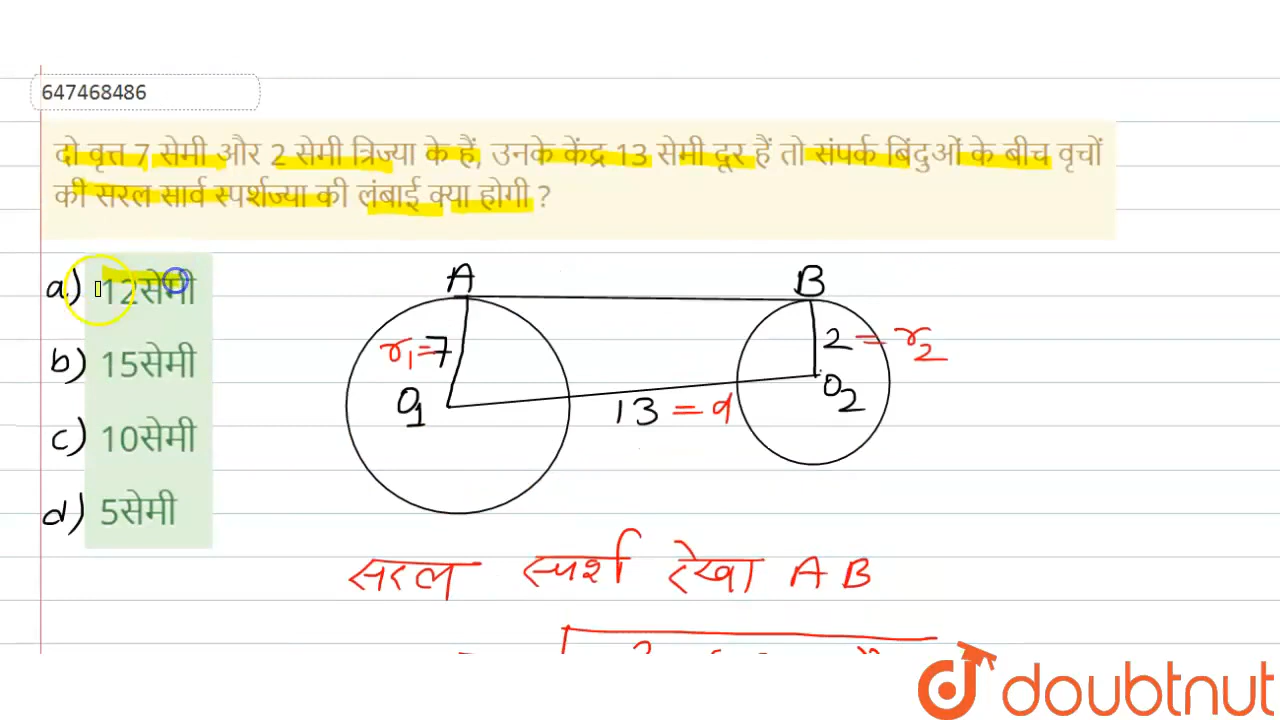 647468486
दो वृत्त 7 सेमी और 2 सेमी त्रिज्या के हैं, उनके केंद्र 13 सेमी दूर हैं तो संपर्क बिंदुओं के बीच वृचों
की सरल सार्व स्पर्शज्या की लंबाई क्या होगी ?
a) 12सेमी
b) 15सेमी
c) 10सेमी
d) 5सेमी
A B
r1=7 2=r2
O1 13=d O2
सरल स्पर्श रेखा AB
doubtnut